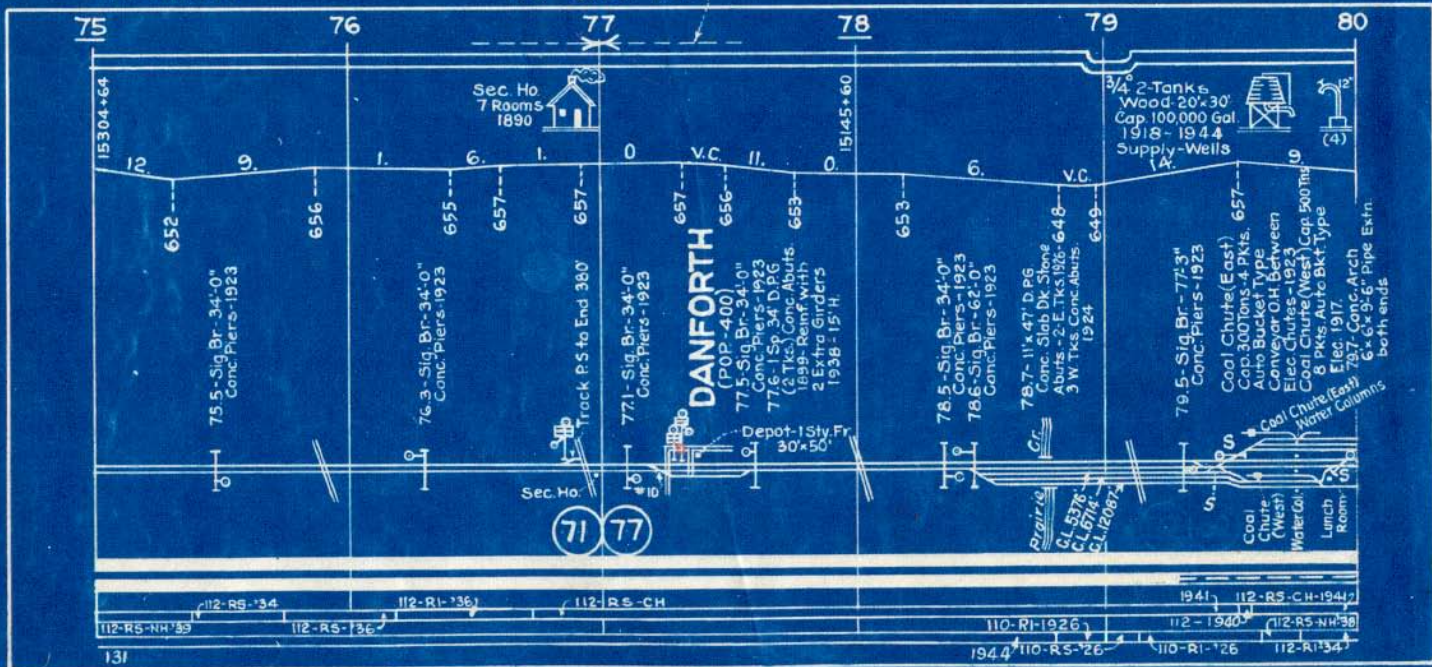 75
76
77
78
79
80
15304+64
Sec. Ho.
7 Rooms
1890
15145+60
3/4°
2-Tanks
Wood-20'x30'
Cap. 100,000 Gal.
1918-1944
Supply-Wells
12"
(4)
12.
9.
1.
6.
1.
0
V.C.
11.
0.
6.
V.C.
9
652
656
655
657
657
657
656
653
653
648
649
657
75.5-Sig. Br.-34'-0"
Conc. Piers-1923
76.3-Sig. Br.-34'-0"
Conc. Piers-1923
Track P.S to End 380'
77.1-Sig. Br.-34'-0"
Conc. Piers-1923
DANFORTH
(POP-400)
77.5-Sig. Br.-34'-0"
Conc. Piers-1923
77.6-1 Sp. 34' D.P.G
(2 Tks.) Conc. Abuts.
1899-Reinf. with
2 Extra Girders
1938-15'H.
78.5-Sig. Br-34'-0"
Conc. Piers-1923
78.6-Sig. Br-62'-0"
Conc. Piers-1923
78.7-11'x47' D.P.G
Conc. Slab Dk. Stone
Abuts.-2-E. Tks. 1926-
3 W. Tks. Conc. Abuts.
1924
79.5-Sig. Br.-77'-3"
Coal Chute (East)
Cap. 300 Tons-4 Pkts.
Auto Bucket Type
Conveyor O.H. Between
Elec. Chutes-1923
Coal Chute (West) Cap. 500 Tns
8 Pkts Auto Bkt. Type
Elec. 1917.
79.7-Conc. Arch
6'x6'x9'-6" Pipe Extn.
both ends
Coal Chute (East)
Water Columns
Depot-1 Sty. Fr.
30'x50'
Sec. Ho.
#10
Cr.
Prairie
C.L. 5376'
C.L. 6714'
C.L. 12087'
S
S
S
Coal
Chute
(West)
Water Col.
Lunch
Room
71
77
112-RS-'34
112-RI-'36
112-RS-CH
1941
112-RS-CH-1941
112-RS-NH-'39
112-RS-'36
110-RI-1926
112-1940
112-RS-NH-'38
131
1944
110-RS-'26
110-RI-'26
112-RI-'34